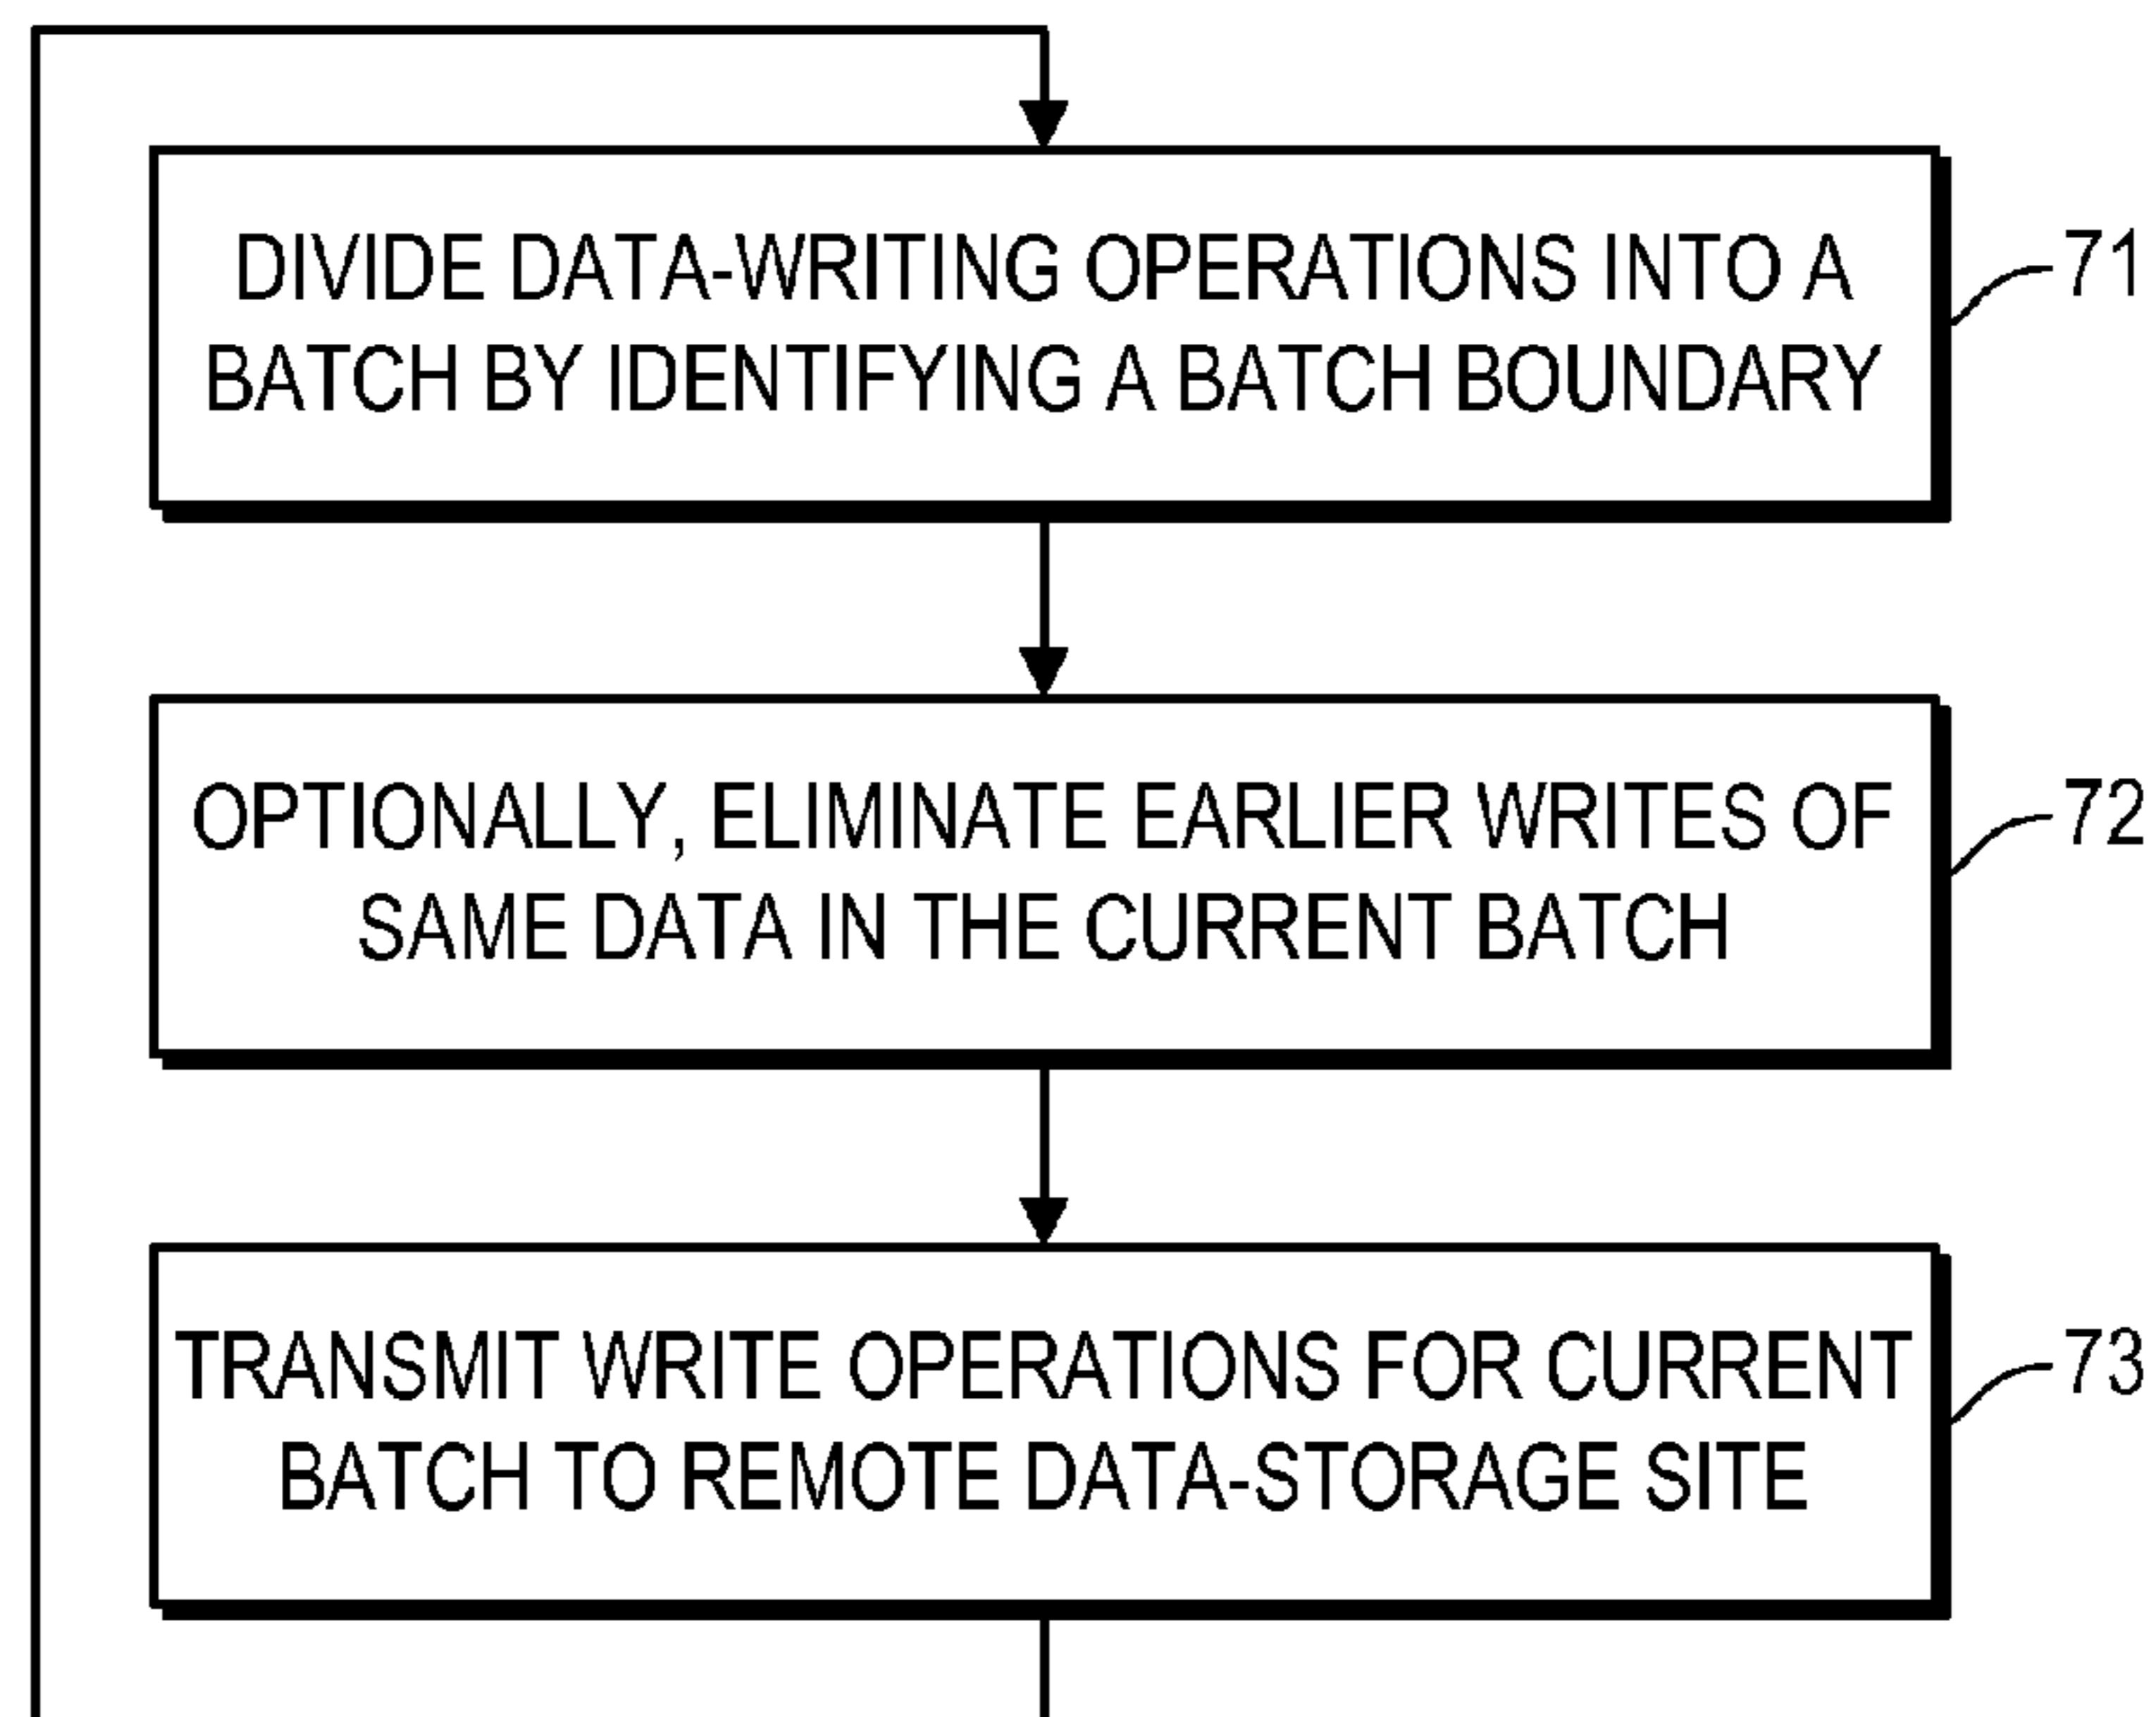 DIVIDE DATA-WRITING OPERATIONS INTO A
BATCH BY IDENTIFYING A BATCH BOUNDARY
71
OPTIONALLY, ELIMINATE EARLIER WRITES OF
SAME DATA IN THE CURRENT BATCH
72
TRANSMIT WRITE OPERATIONS FOR CURRENT
BATCH TO REMOTE DATA-STORAGE SITE
73